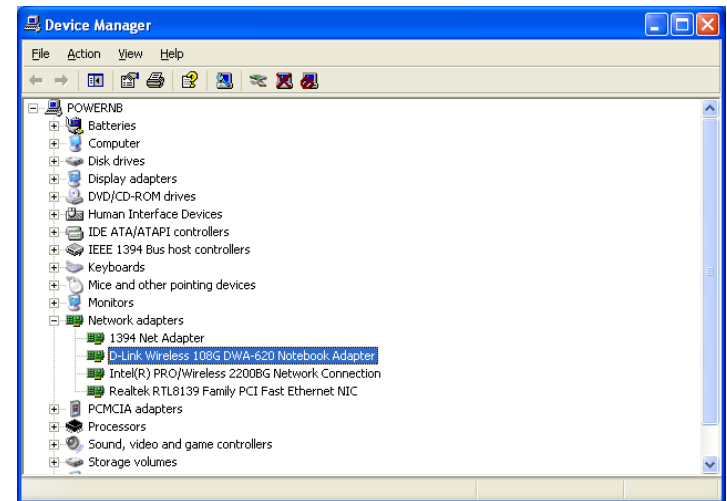 Device Manager
File Action View Help
POWERNB
Batteries
Computer
Disk drives
Display adapters
DVD/CD-ROM drives
Human Interface Devices
IDE ATA/ATAPI controllers
IEEE 1394 Bus host controllers
Keyboards
Mice and other pointing devices
Monitors
Network adapters
1394 Net Adapter
D-Link Wireless 108G DWA-620 Notebook Adapter
Intel(R) PRO/Wireless 2200BG Network Connection
Realtek RTL8139 Family PCI Fast Ethernet NIC
PCMCIA adapters
Processors
Sound, video and game controllers
Storage volumes